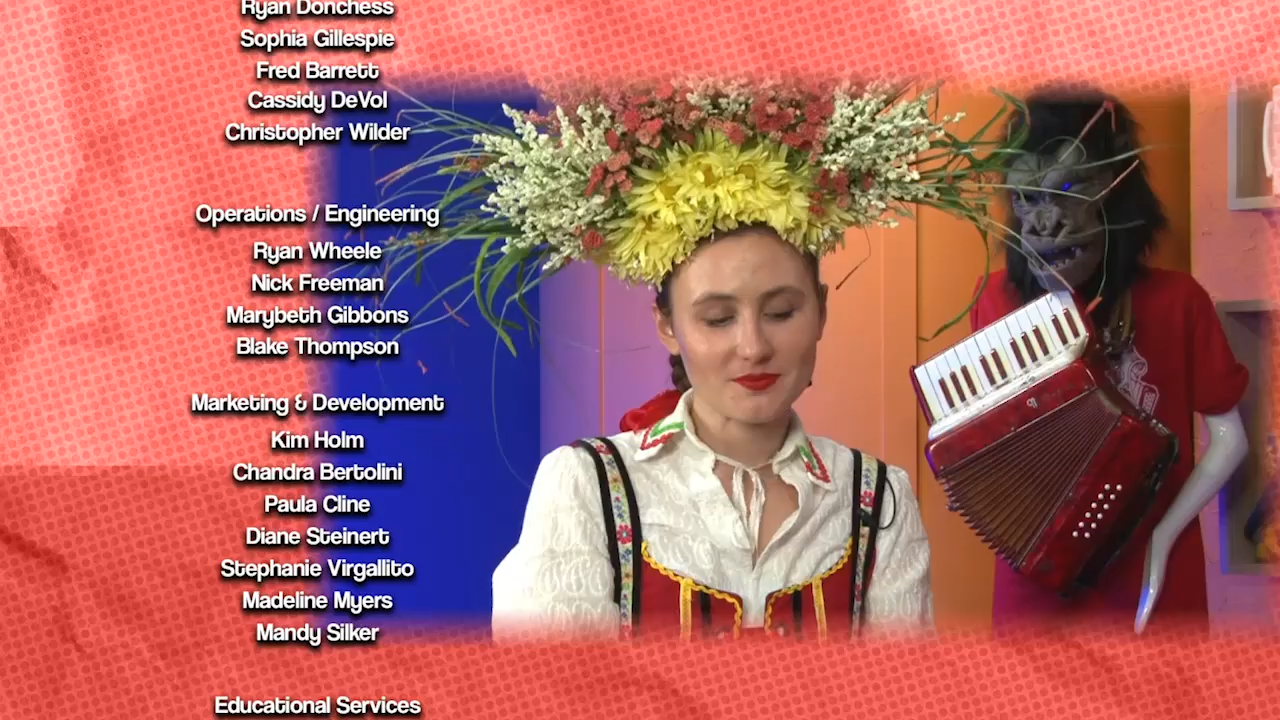 Ryan Donchess
Sophia Gillespie
Fred Barrett
Cassidy DeVol
Christopher Wilder
Operations / Engineering
Ryan Wheele
Nick Freeman
Marybeth Gibbons
Blake Thompson
Marketing & Development
Kim Holm
Chandra Bertolini
Paula Cline
Diane Steinert
Stephanie Virgallito
Madeline Myers
Mandy Silker
Educational Services